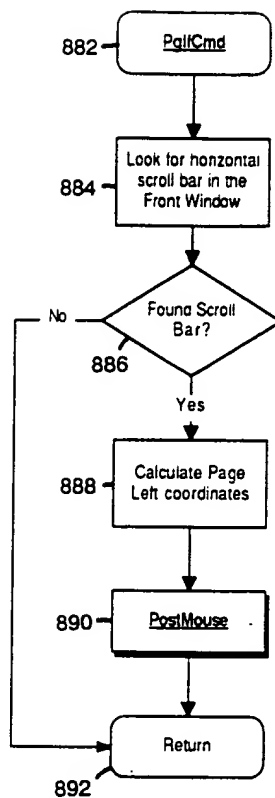 882
PglfCmd
884
Look for horizontal
scroll bar in the
Front Window
No
Found Scroll
Bar?
886
Yes
888
Calculate Page
Left coordinates
890
PostMouse
Return
892